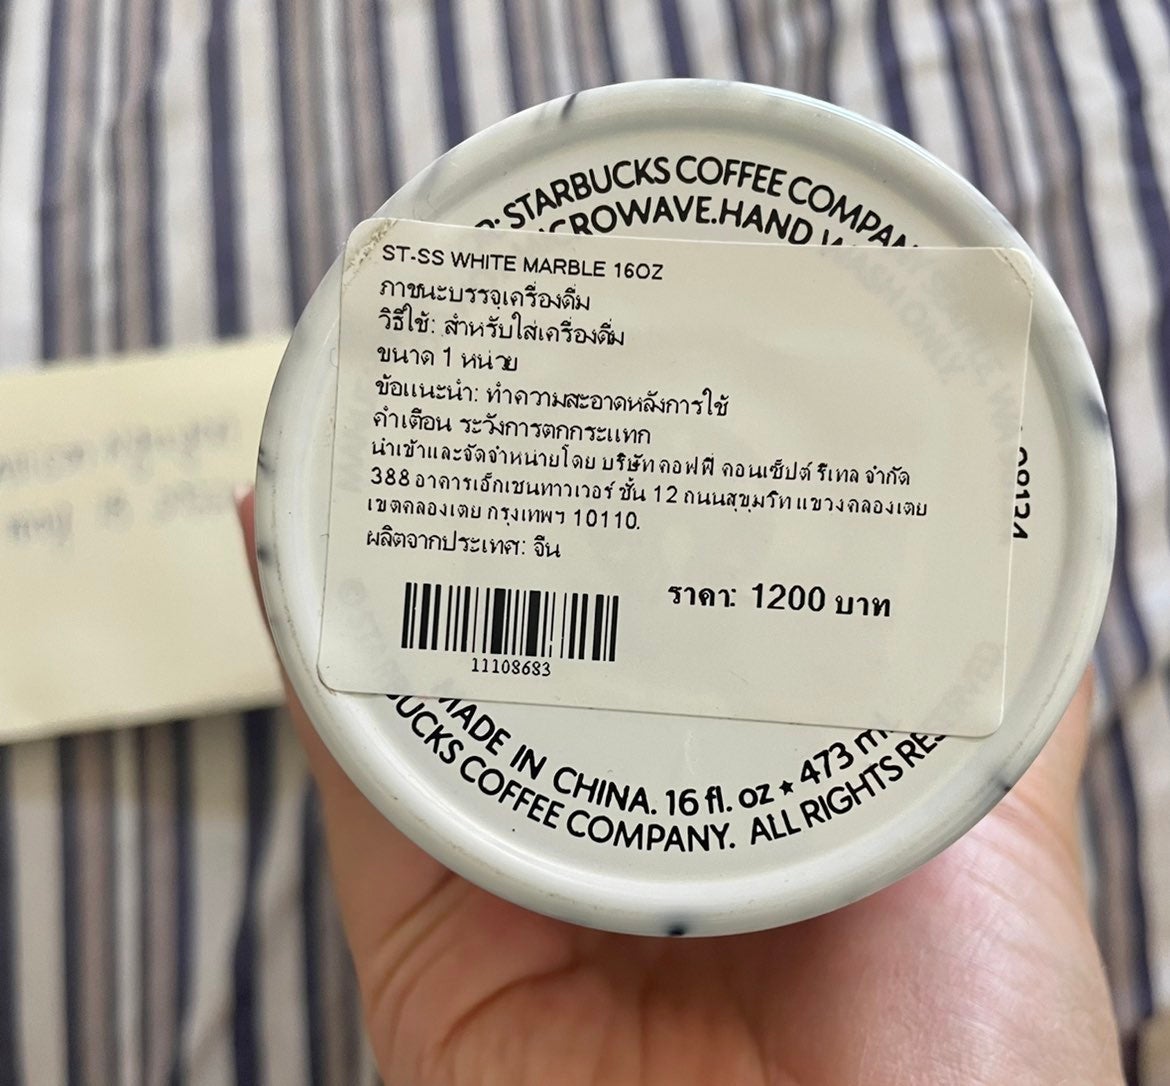 STARBUCKS COFFEE COMPAN
CROWAVE. HAND WASH ONLY.
ST-SS WHITE MARBLE 16OZ
ภาชนะบรรจุเครื่องดื่ม
วิธีใช้: สำหรับใส่เครื่องดื่ม
ขนาด 1 หน่วย
ข้อแนะนำ: ทำความสะอาดหลังการใช้
คำเตือน ระวังการตกกระแทก
นำเข้าและจัดจำหน่ายโดย บริษัท คอฟฟี่ คอนเซ็ปต์ รีเทล จำกัด
388 อาคารเอ็กเชนทาวเวอร์ ชั้น 12 ถนนสุขุมวิท แขวงคลองเตย
เขตคลองเตย กรุงเทพฯ 10110.
ผลิตจากประเทศ: จีน
ราคา: 1200 บาท
11108683
MADE IN CHINA. 16 fl. oz ★ 473 m
BUCKS COFFEE COMPANY. ALL RIGHTS RES